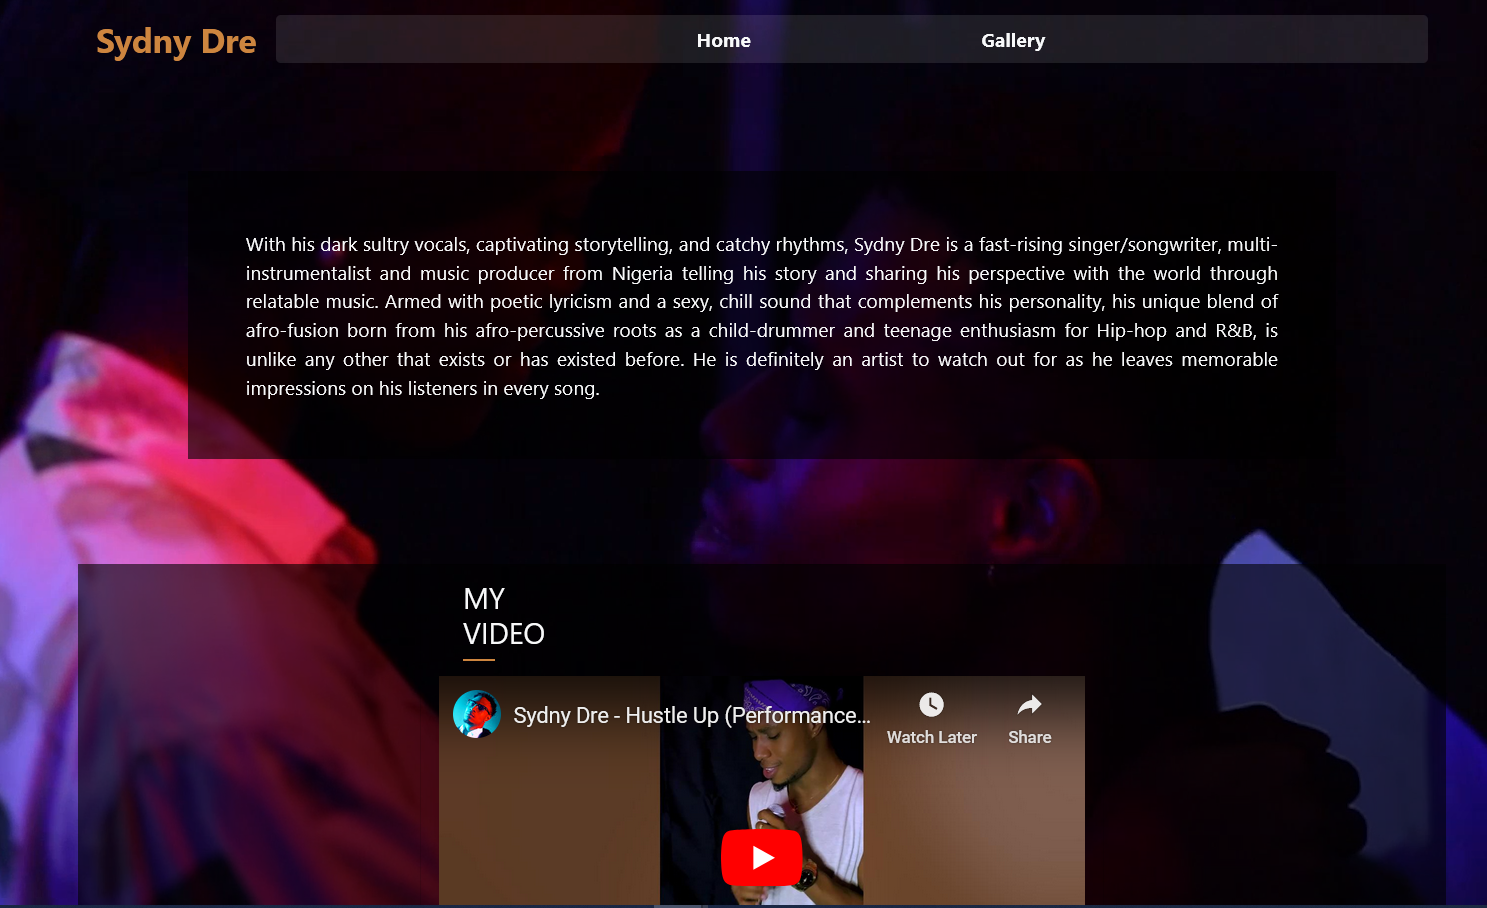 Sydny Dre
Home
Gallery
With his dark sultry vocals, captivating storytelling, and catchy rhythms, Sydny Dre is a fast-rising singer/songwriter, multi-
instrumentalist and music producer from Nigeria telling his story and sharing his perspective with the world through
relatable music. Armed with poetic lyricism and a sexy, chill sound that complements his personality, his unique blend of
afro-fusion born from his afro-percussive roots as a child-drummer and teenage enthusiasm for Hip-hop and R&B, is
unlike any other that exists or has existed before. He is definitely an artist to watch out for as he leaves memorable
impressions on his listeners in every song.
MY
VIDEO
Sydny Dre - Hustle Up (Performance...
Watch Later
Share